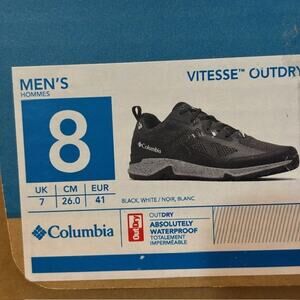 MEN'S
HOMMES
VITESSE™ OUTDRY
8
Columbia
UK CM EUR
7 26.0 41
BLACK, WHITE / NOIR, BLANC
Columbia
OutDry
OUTDRY
ABSOLUTELY
WATERPROOF
TOTALEMENT
IMPERMÉABLE